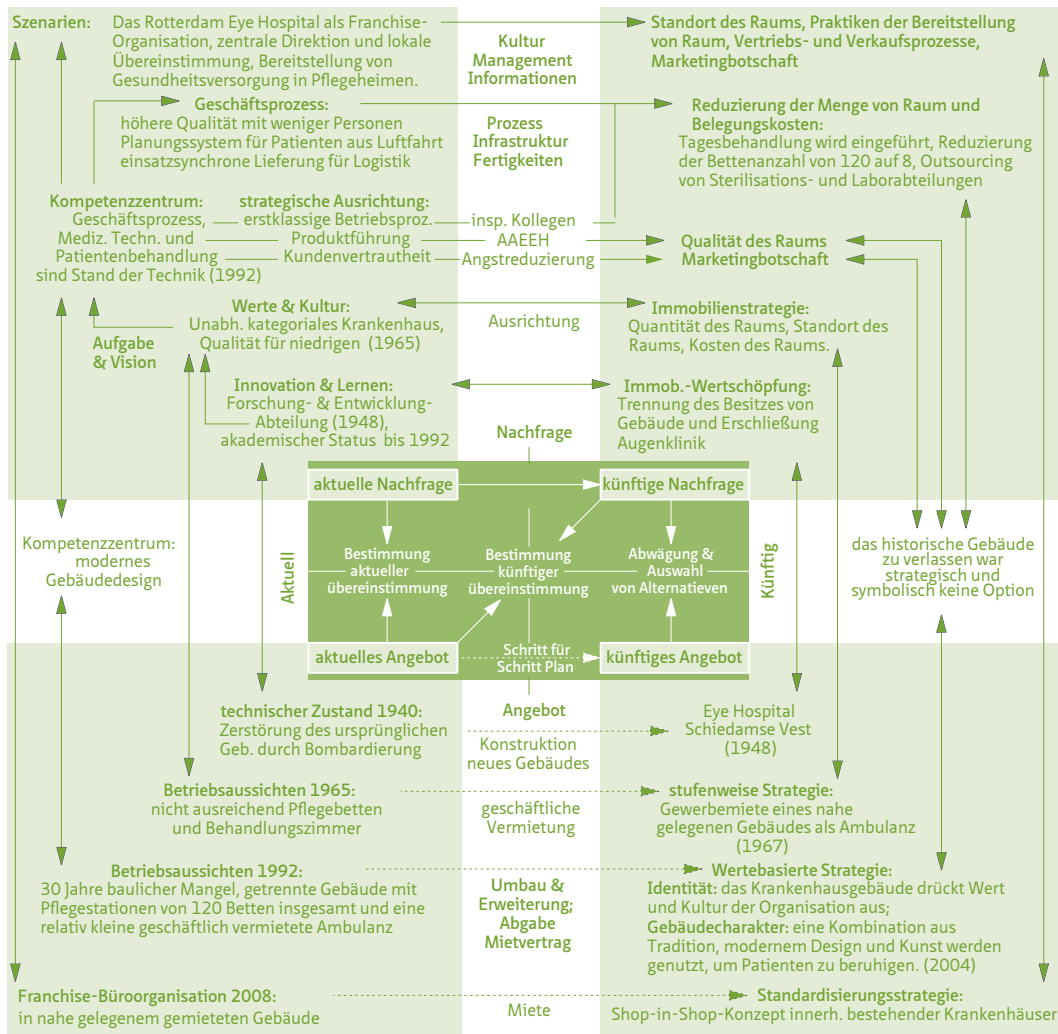 Szenarien:
Das Rotterdam Eye Hospital als Franchise-
Organisation, zentrale Direktion und lokale
Übereinstimmung, Bereitstellung von
Gesundheitsversorgung in Pflegeheimen.
Kultur
Management
Informationen
Standort des Raums, Praktiken der Bereitstellung
von Raum, Vertriebs- und Verkaufsprozesse,
Marketingbotschaft
Geschäftsprozess:
höhere Qualität mit weniger Personen
Planungssystem für Patienten aus Luftfahrt
einsatzsynchrone Lieferung für Logistik
Prozess
Infrastruktur
Fertigkeiten
Reduzierung der Menge von Raum und
Belegungskosten:
Tagesbehandlung wird eingeführt, Reduzierung
der Bettenanzahl von 120 auf 8, Outsourcing
von Sterilisations- und Laborabteilungen
Kompetenzzentrum:
Geschäftsprozess,
Mediz. Techn. und
Patientenbehandlung
sind Stand der Technik (1992)
strategische Ausrichtung:
erstklassige Betriebsproz.
Produktführung
Kundenvertrautheit
insp. Kollegen
AAEEH
Angstreduzierung
Qualität des Raums
Marketingbotschaft
Aufgabe
& Vision
Werte & Kultur:
Unabh. kategoriales Krankenhaus,
Qualität für niedrigen (1965)
Ausrichtung
Immobilienstrategie:
Quantität des Raums, Standort des
Raums, Kosten des Raums.
Innovation & Lernen:
Forschung- & Entwicklung-
Abteilung (1948),
akademischer Status bis 1992
Immob.-Wertschöpfung:
Trennung des Besitzes von
Gebäude und Erschließung
Augenklinik
Nachfrage
aktuelle Nachfrage
künftige Nachfrage
Kompetenzzentrum:
modernes
Gebäudedesign
Aktuell
Bestimmung
aktueller
übereinstimmung
Bestimmung
künftiger
übereinstimmung
Abwägung &
Auswahl
von Alternativen
Künftig
das historische Gebäude
zu verlassen war
strategisch und
symbolisch keine Option
aktuelles Angebot
Schritt für
Schritt Plan
künftiges Angebot
Angebot
technischer Zustand 1940:
Zerstörung des ursprünglichen
Geb. durch Bombardierung
Konstruktion
neues Gebäudes
Eye Hospital
Schiedamse Vest
(1948)
Betriebsaussichten 1965:
nicht ausreichend Pflegebetten
und Behandlungszimmer
geschäftliche
Vermietung
stufenweise Strategie:
Gewerbemiete eines nahe
gelegenen Gebäudes als Ambulanz
(1967)
Betriebsaussichten 1992:
30 Jahre baulicher Mangel, getrennte Gebäude mit
Pflegestationen von 120 Betten insgesamt und eine
relativ kleine geschäftlich vermietete Ambulanz
Umbau &
Erweiterung;
Abgabe
Mietvertrag
Wertebasierte Strategie:
Identität: das Krankenhausgebäude drückt Wert
und Kultur der Organisation aus;
Gebäudecharakter: eine Kombination aus
Tradition, modernem Design und Kunst werden
genutzt, um Patienten zu beruhigen. (2004)
Franchise-Büroorganisation 2008:
in nahe gelegenem gemieteten Gebäude
Miete
Standardisierungsstrategie:
Shop-in-Shop-Konzept innerh. bestehender Krankenhäuser